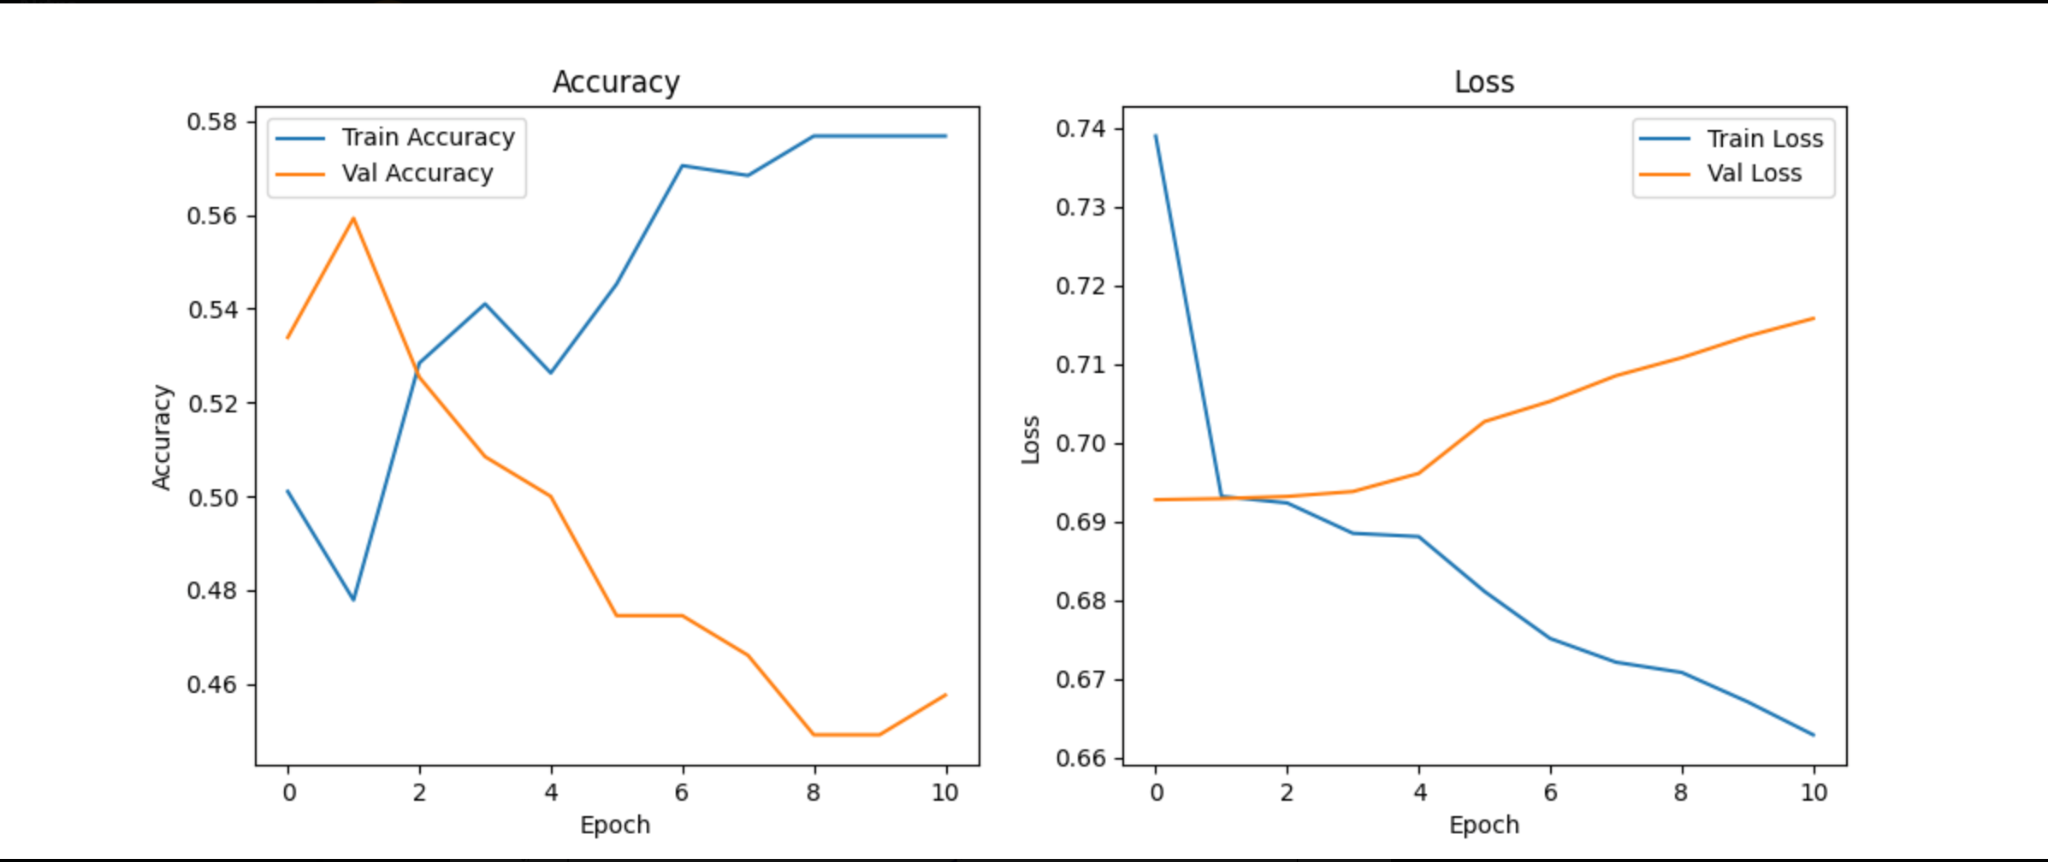 Accuracy
Train Accuracy
Val Accuracy
Accuracy
0.58
0.56
0.54
0.52
0.50
0.48
0.46
0
2
4
6
8
10
Epoch
Loss
Train Loss
Val Loss
Loss
0.74
0.73
0.72
0.71
0.70
0.69
0.68
0.67
0.66
0
2
4
6
8
10
Epoch